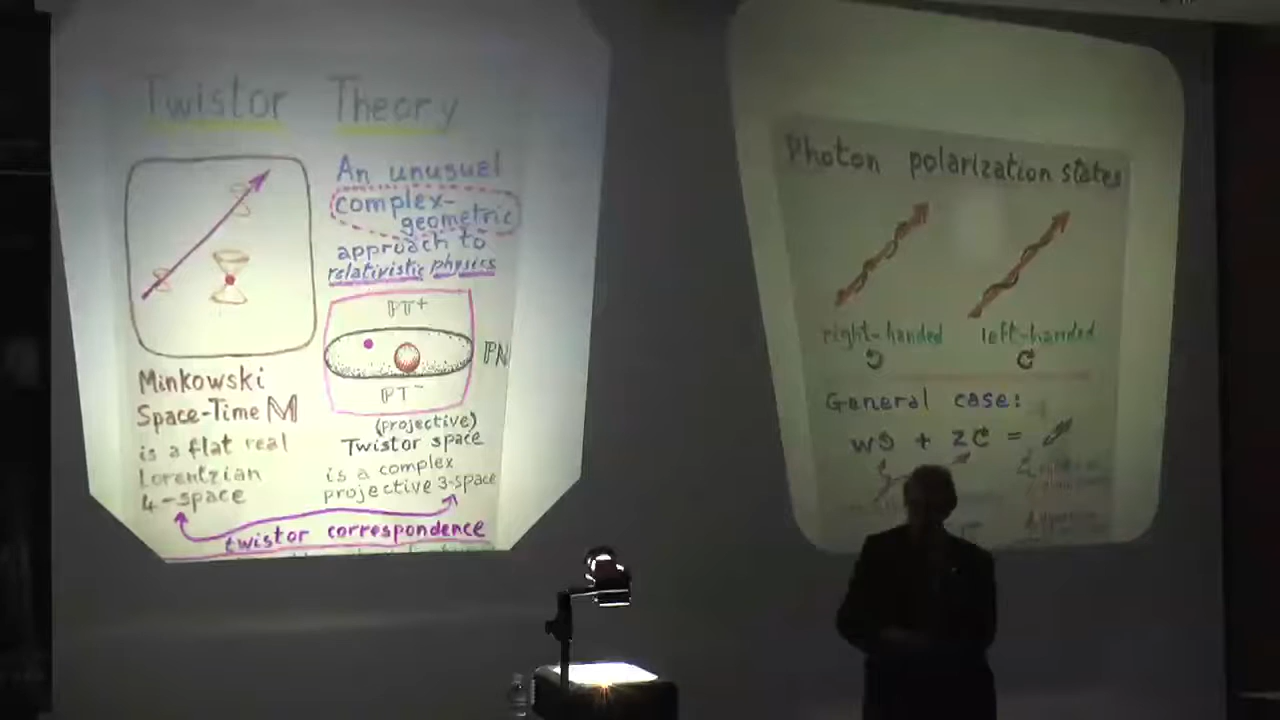 Twistor Theory
An unusual
complex-
geometric
approach to
relativistic physics
PT⁺
PN
PT⁻
Minkowski
Space-Time M
is a flat real
Lorentzian
4-space
(projective)
Twistor space
is a complex
projective 3-space
twistor correspondence
Photon polarization states
right-handed
left-handed
General case:
w + z =